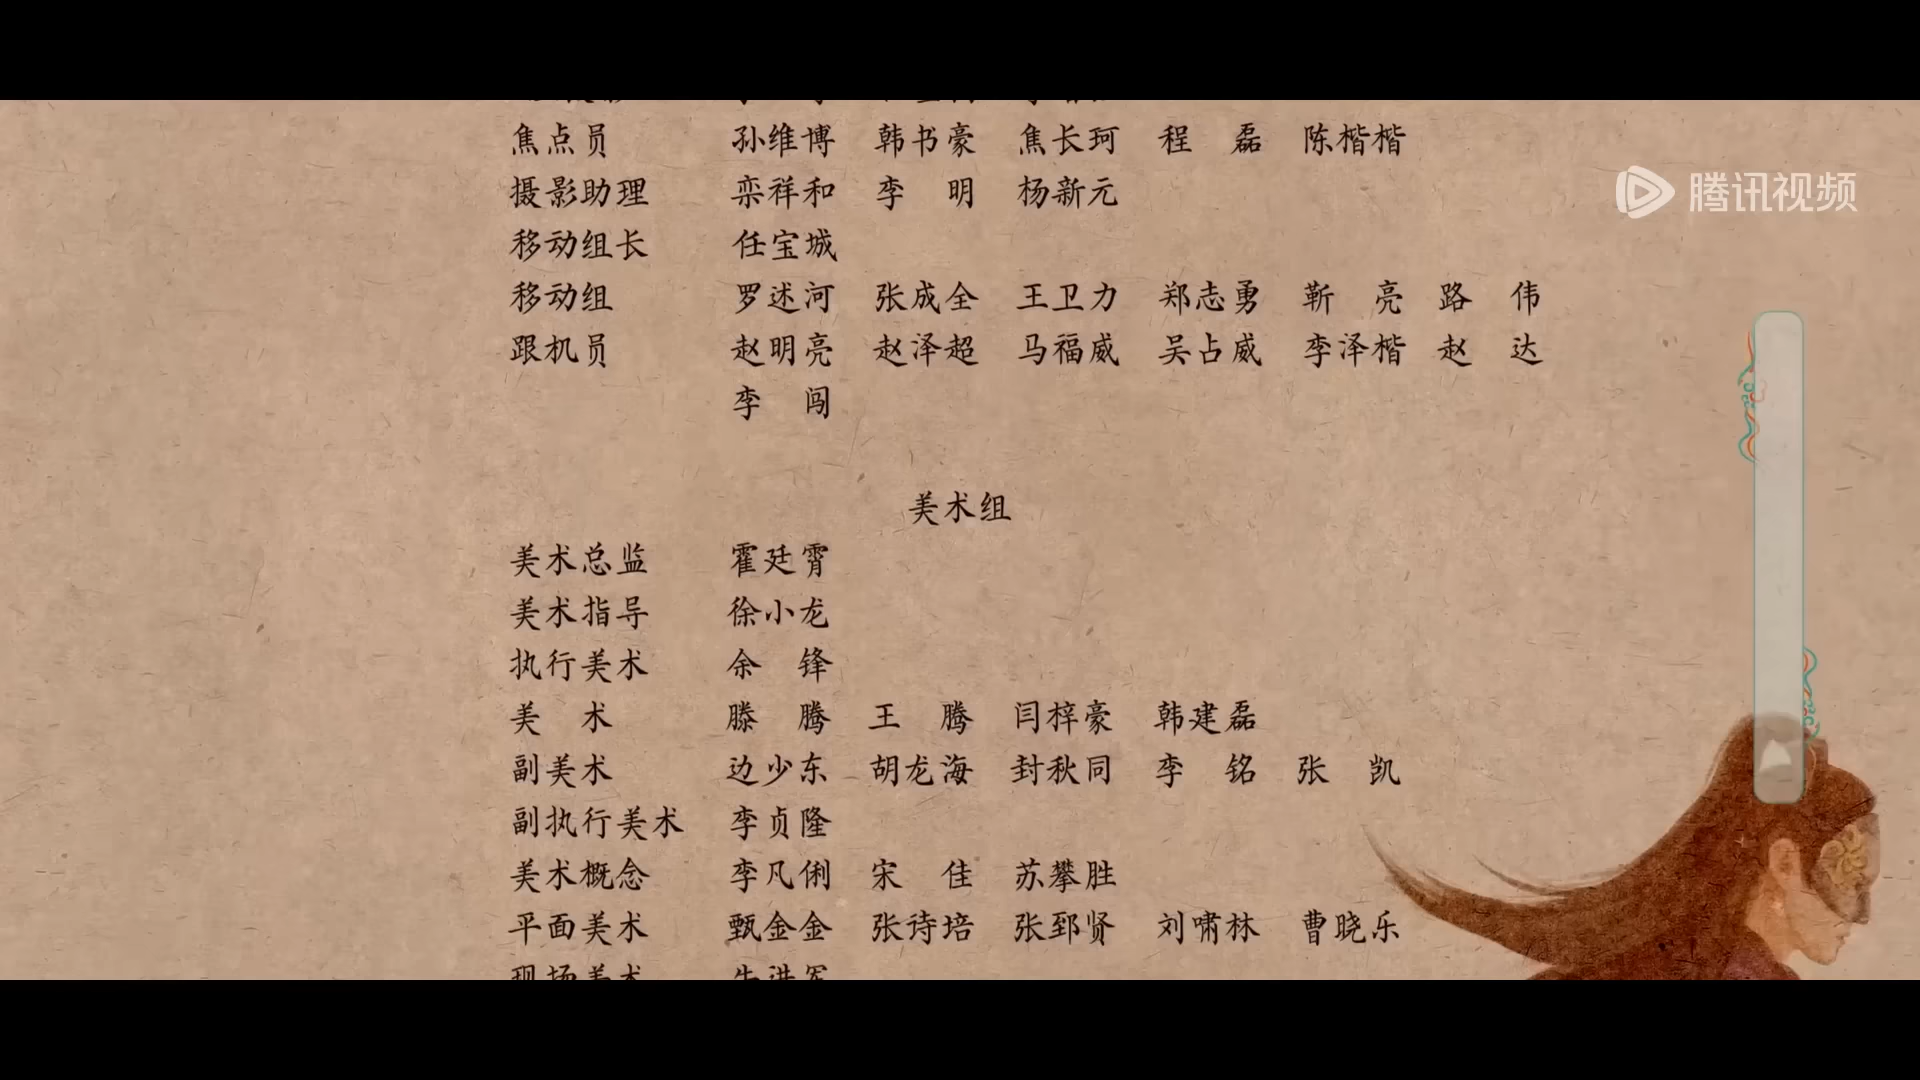 焦点员 孙维博 韩书豪 焦长珂 程 磊 陈楷楷
摄影助理 栾祥和 李 明 杨新元
腾讯视频
移动组长 任宝城
移动组 罗述河 张成全 王卫力 郑志勇 靳 亮 路 伟
跟机员 赵明亮 赵泽超 马福威 吴占威 李泽楷 赵 达
李 闯
美术组
美术总监 霍廷霄
美术指导 徐小龙
执行美术 余 锋
美 术 滕 腾 王 腾 闫梓豪 韩建磊
副美术 边少东 胡龙海 封秋同 李 铭 张 凯
副执行美术 李贞隆
美术概念 李凡俐 宋 佳 苏攀胜
平面美术 甄金金 张诗培 张郅贤 刘啸林 曹晓乐
现场美术